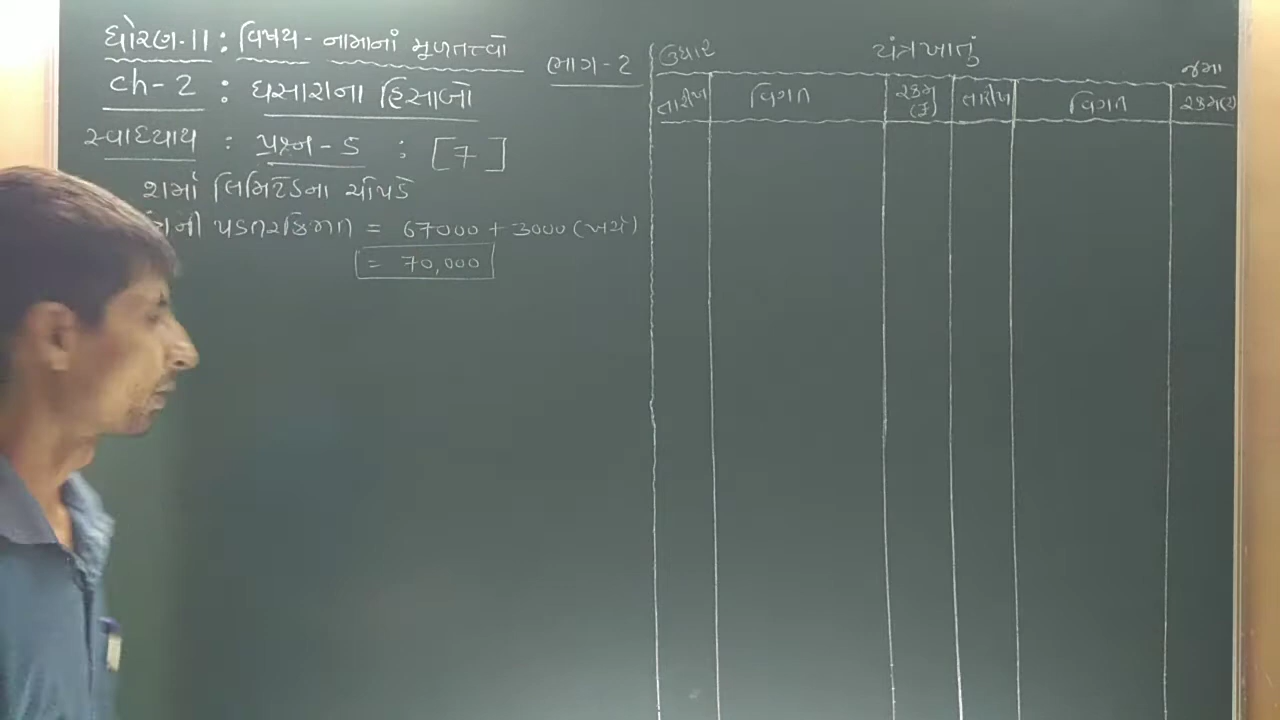 ધોરણ-11 : વિષય - નામાનાં મૂળતત્ત્વો
ભાગ-2
ch-2 : ઘસારાના હિસાબો
સ્વાધ્યાય : પ્રશ્ન-5 : [7]
શર્મા લિમિટેડના ચોપડે
પડતરકિંમત = 67000 + 3000 (ખર્ચ)
= 70,000
ઉધાર યંત્રખાતું જમા
તારીખ વિગત રકમ (₹) તારીખ વિગત રકમ(₹)